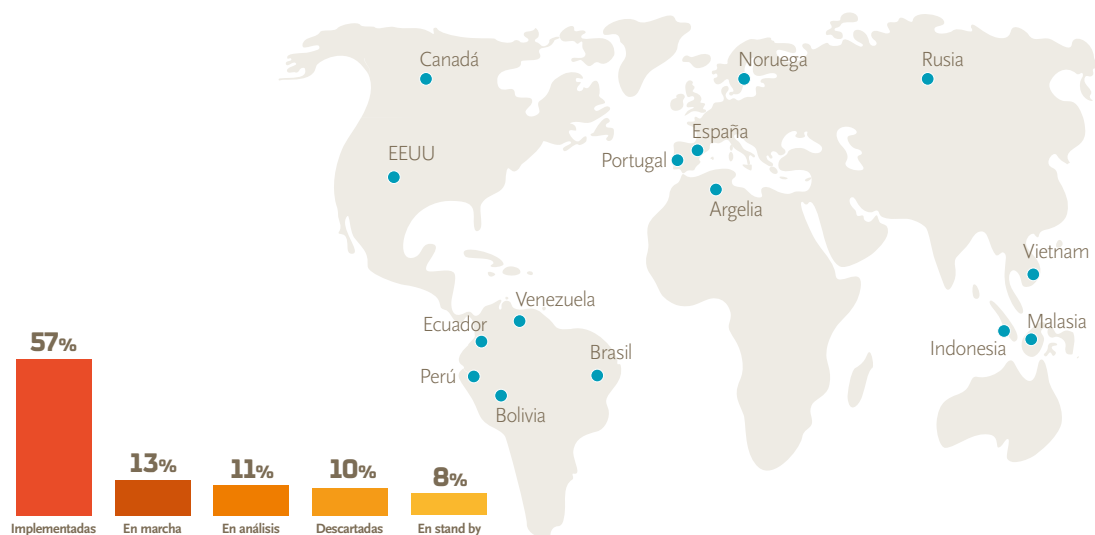 Canadá
Noruega
Rusia
España
EEUU
Portugal
Argelia
Vietnam
Venezuela
Ecuador
Malasia
Indonesia
Brasil
Perú
Bolivia
57%
13%
11%
10%
8%
Implementadas
En marcha
En análisis
Descartadas
En stand by